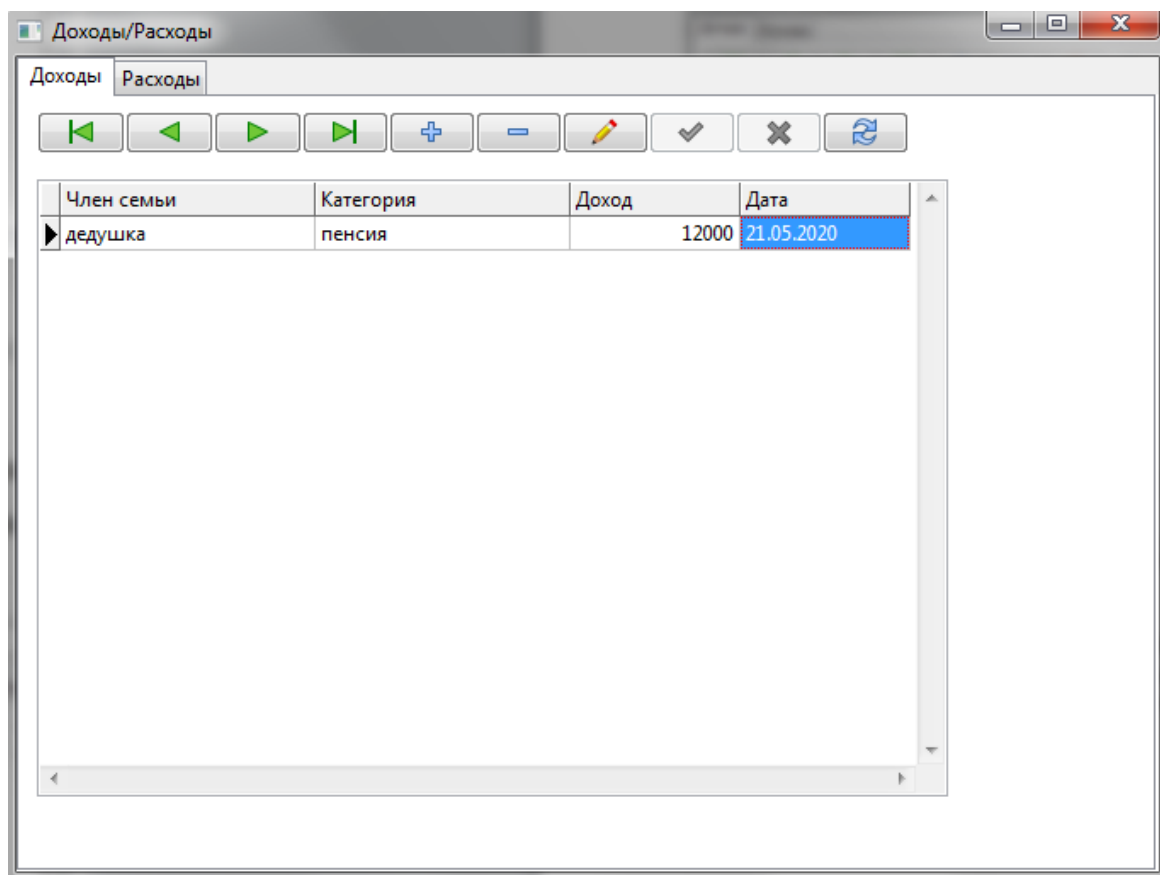 Доходы/Расходы
Доходы Расходы
Член семьи Категория Доход Дата
дедушка пенсия 12000 21.05.2020